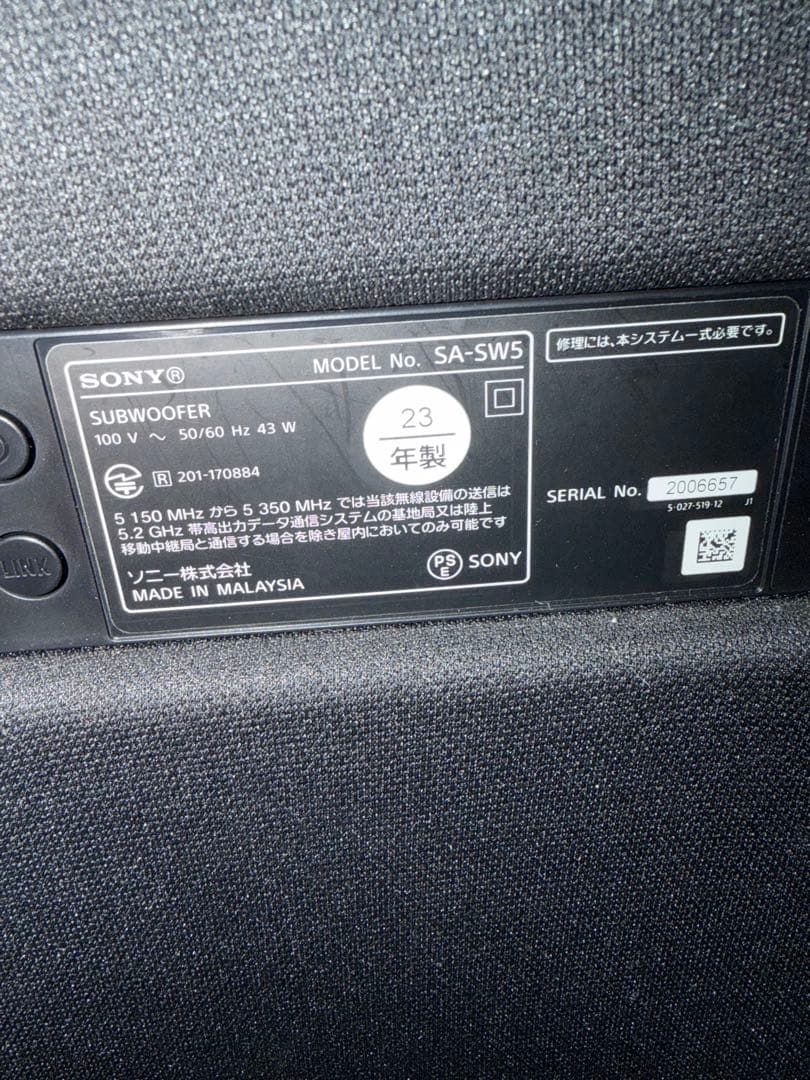 SONY®
MODEL No. SA-SW5
SUBWOOFER
100 V ～ 50/60 Hz 43 W
23
年製
R 201-170884
5 150 MHz から 5 350 MHz では当該無線設備の送信は
5.2 GHz 帯高出力データ通信システムの基地局又は陸上
移動中継局と通信する場合を除き屋内においてのみ可能です
ソニー株式会社
MADE IN MALAYSIA
PS
E
SONY
修理には、本システム一式必要です。
SERIAL No. 2006657
5-027-519-12 J1
LINK